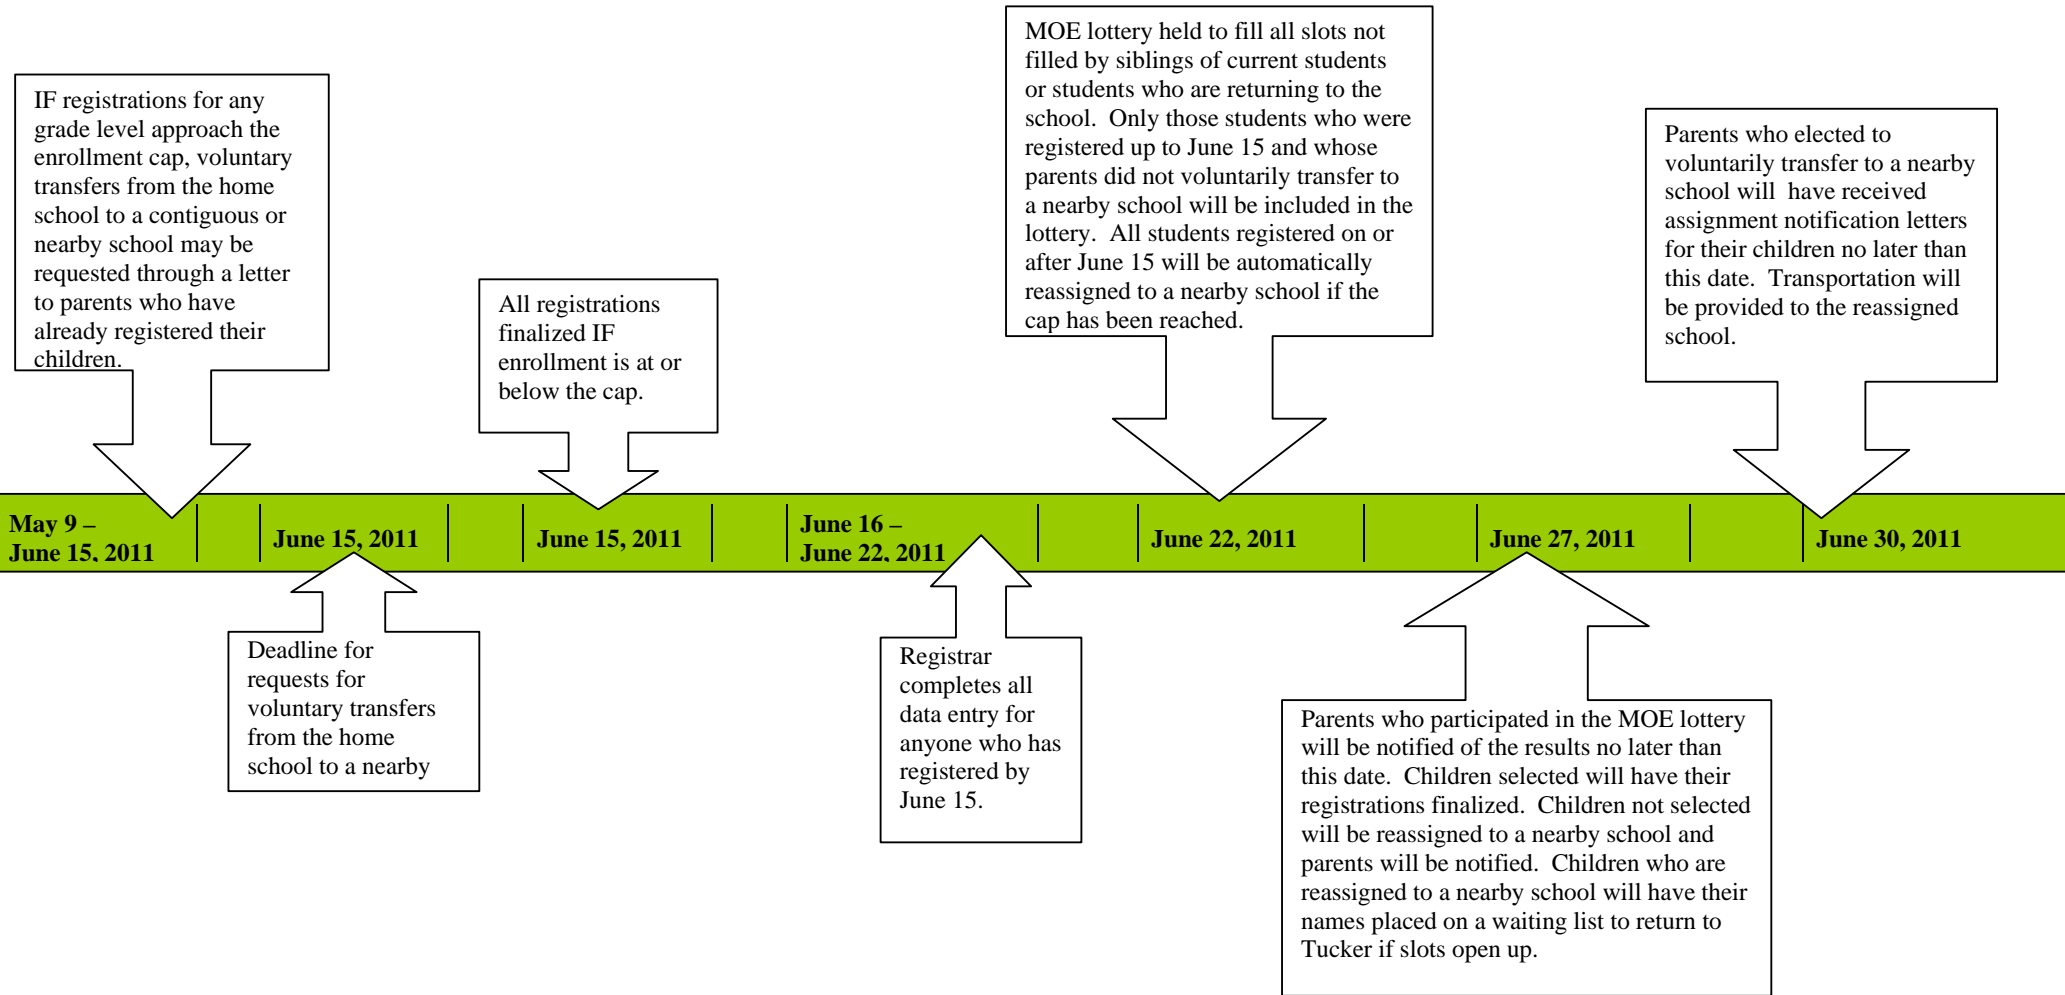 IF registrations for any
grade level approach the
enrollment cap, voluntary
transfers from the home
school to a contiguous or
nearby school may be
requested through a letter
to parents who have
already registered their
children.
All registrations
finalized IF
enrollment is at or
below the cap.
MOE lottery held to fill all slots not
filled by siblings of current students
or students who are returning to the
school.  Only those students who were
registered up to June 15 and whose
parents did not voluntarily transfer to
a nearby school will be included in the
lottery.  All students registered on or
after June 15 will be automatically
reassigned to a nearby school if the
cap has been reached.
Parents who elected to
voluntarily transfer to a nearby
school will  have received
assignment notification letters
for their children no later than
this date.  Transportation will
be provided to the reassigned
school.
May 9 –
June 15, 2011
June 15, 2011
June 15, 2011
June 16 –
June 22, 2011
June 22, 2011
June 27, 2011
June 30, 2011
Deadline for
requests for
voluntary transfers
from the home
school to a nearby
Registrar
completes all
data entry for
anyone who has
registered by
June 15.
Parents who participated in the MOE lottery
will be notified of the results no later than
this date.  Children selected will have their
registrations finalized.  Children not selected
will be reassigned to a nearby school and
parents will be notified.  Children who are
reassigned to a nearby school will have their
names placed on a waiting list to return to
Tucker if slots open up.